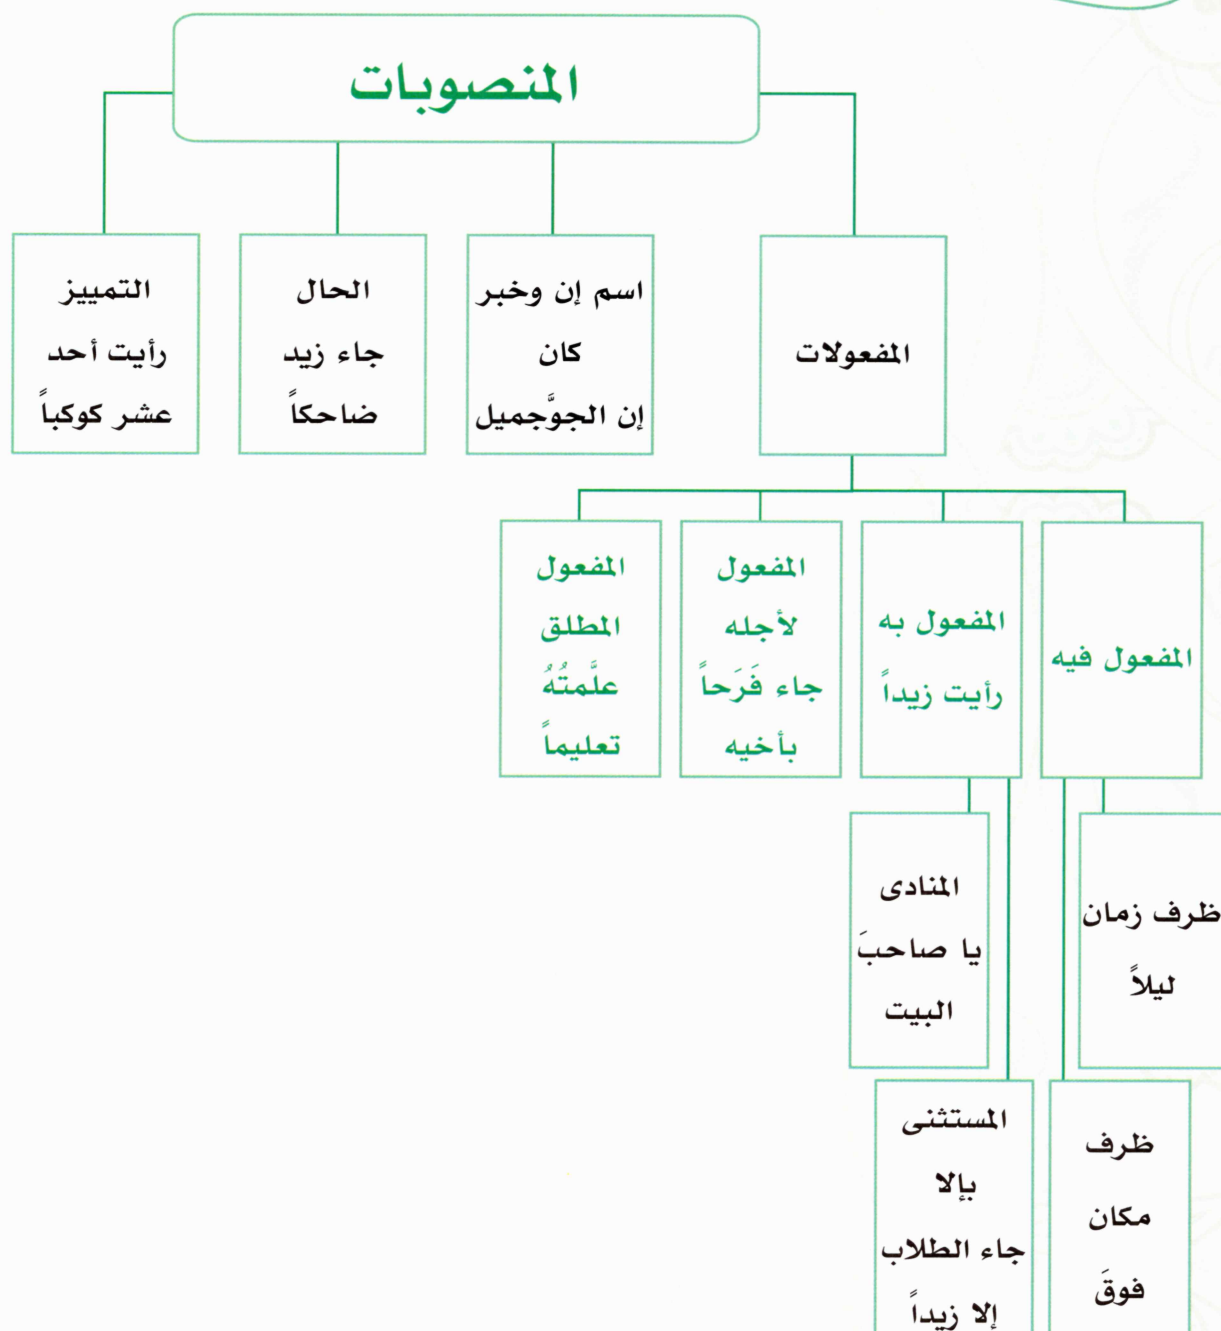 المنصوبات
المفعولات
اسم إن وخبر
كان
إن الجوَّجميل
الحال
جاء زيد
ضاحكاً
التمييز
رأيت أحد
عشر كوكباً
المفعول فيه
المفعول به
رأيت زيداً
المفعول
لأجله
جاء فَرَحاً
بأخيه
المفعول
المطلق
علَّمتُهُ
تعليماً
ظرف زمان
ليلاً
المنادى
يا صاحبَ
البيت
ظرف
مكان
فوقَ
المستثنى
بإلا
جاء الطلاب
إلا زيداً